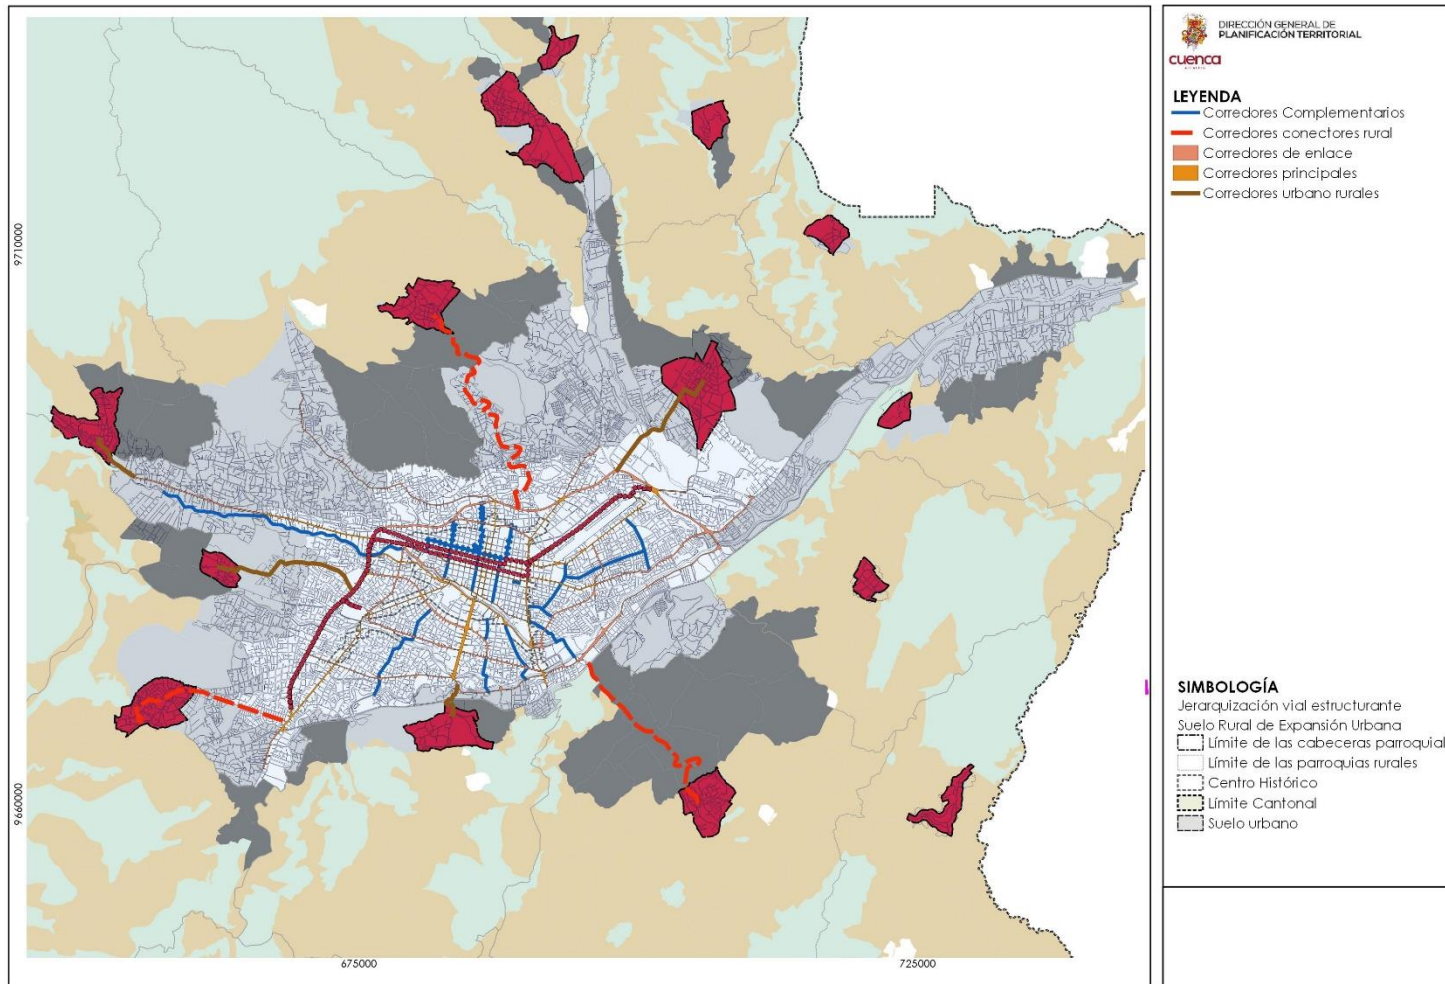 DIRECCIÓN GENERAL DE
PLANIFICACIÓN TERRITORIAL
cuenca
LEYENDA
Corredores Complementarios
Corredores conectores rural
Corredores de enlace
Corredores principales
Corredores urbano rurales
SIMBOLOGÍA
Jerarquización vial estructurante
Suelo Rural de Expansión Urbana
Límite de las cabeceras parroquial
Límite de las parroquias rurales
Centro Histórico
Límite Cantonal
Suelo urbano
9710000
9660000
675000
725000